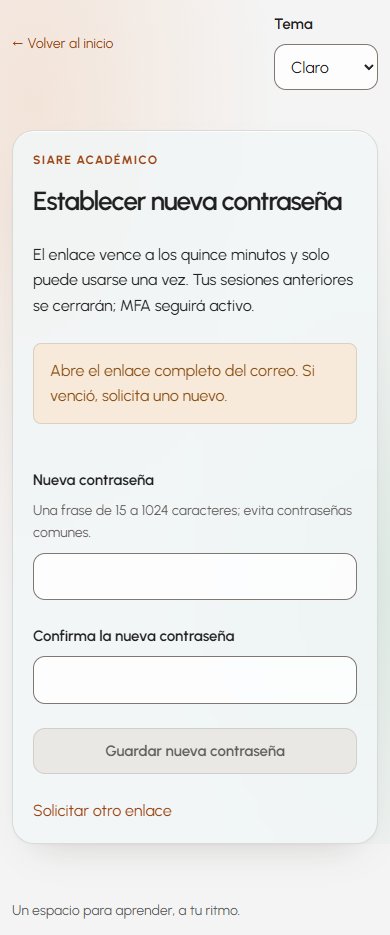 ← Volver al inicio
Tema
Claro
SIARE ACADÉMICO
Establecer nueva contraseña
El enlace vence a los quince minutos y solo
puede usarse una vez. Tus sesiones anteriores
se cerrarán; MFA seguirá activo.
Abre el enlace completo del correo. Si
venció, solicita uno nuevo.
Nueva contraseña
Una frase de 15 a 1024 caracteres; evita contraseñas
comunes.
Confirma la nueva contraseña
Guardar nueva contraseña
Solicitar otro enlace
Un espacio para aprender, a tu ritmo.